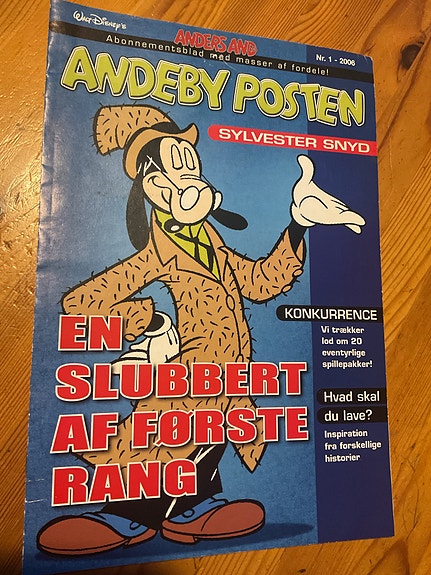 Walt Disney's
ANDERS AND
Abonnementsblad med masser af fordele!
Nr. 1 - 2006
ANDEBY POSTEN
SYLVESTER SNYD
KONKURRENCE
Vi trækker
lod om 20
eventyrlige
spillepakker!
Hvad skal
du lave?
Inspiration
fra forskellige
historier
EN
SLUBBERT
AF FØRSTE
RANG